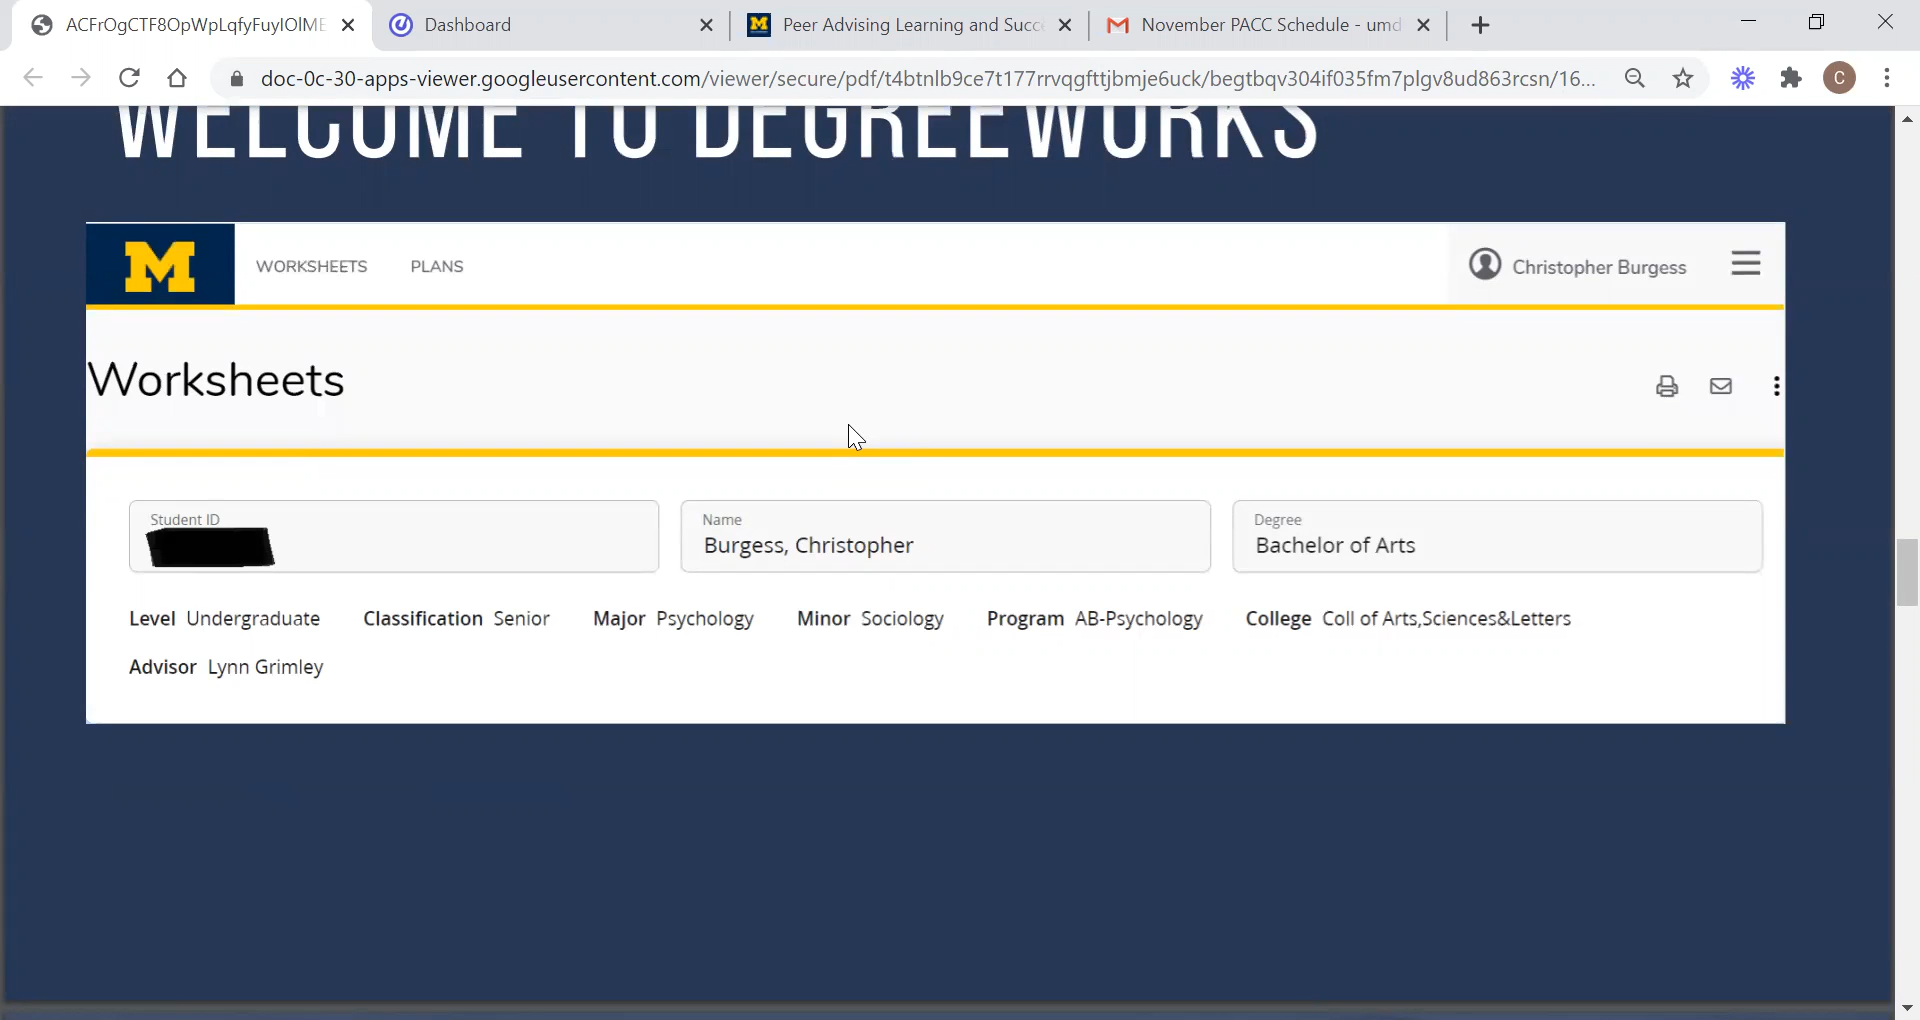 ACFrOgCTF8OpWpLqfyFuyIOlME
Dashboard
Peer Advising Learning and Succ
November PACC Schedule - umd
doc-0c-30-apps-viewer.googleusercontent.com/viewer/secure/pdf/t4btnlb9ce7t177rrvqgfttjbmje6uck/begtbqv304if035fm7plgv8ud863rcsn/16...
C
WELCOME TO DEGREEWORKS
M WORKSHEETS PLANS Christopher Burgess
Worksheets
Student ID
Name
Burgess, Christopher
Degree
Bachelor of Arts
Level Undergraduate Classification Senior Major Psychology Minor Sociology Program AB-Psychology College Coll of Arts,Sciences&Letters
Advisor Lynn Grimley